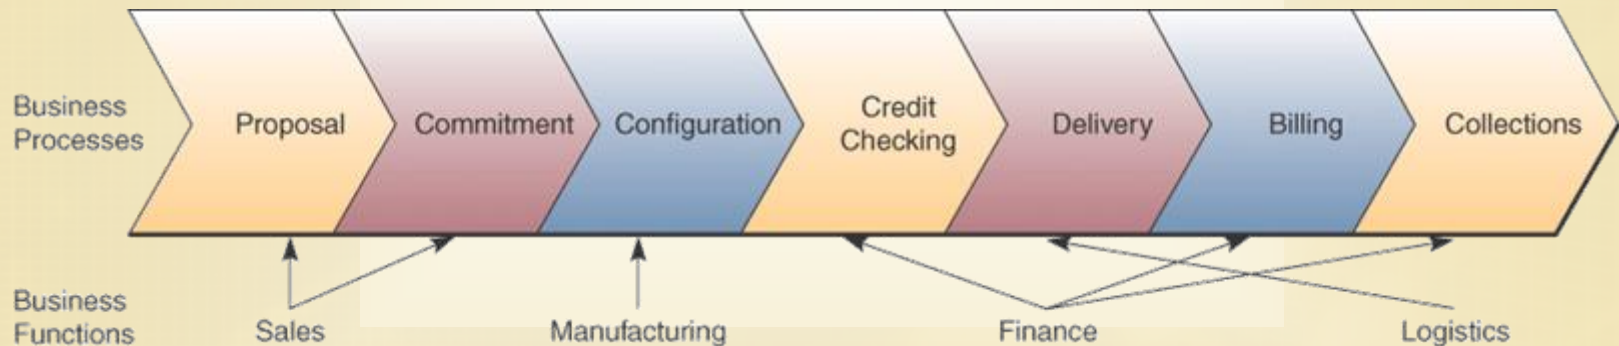 Business
Processes
Proposal
Commitment
Configuration
Credit
Checking
Delivery
Billing
Collections
Business
Functions
Sales
Manufacturing
Finance
Logistics